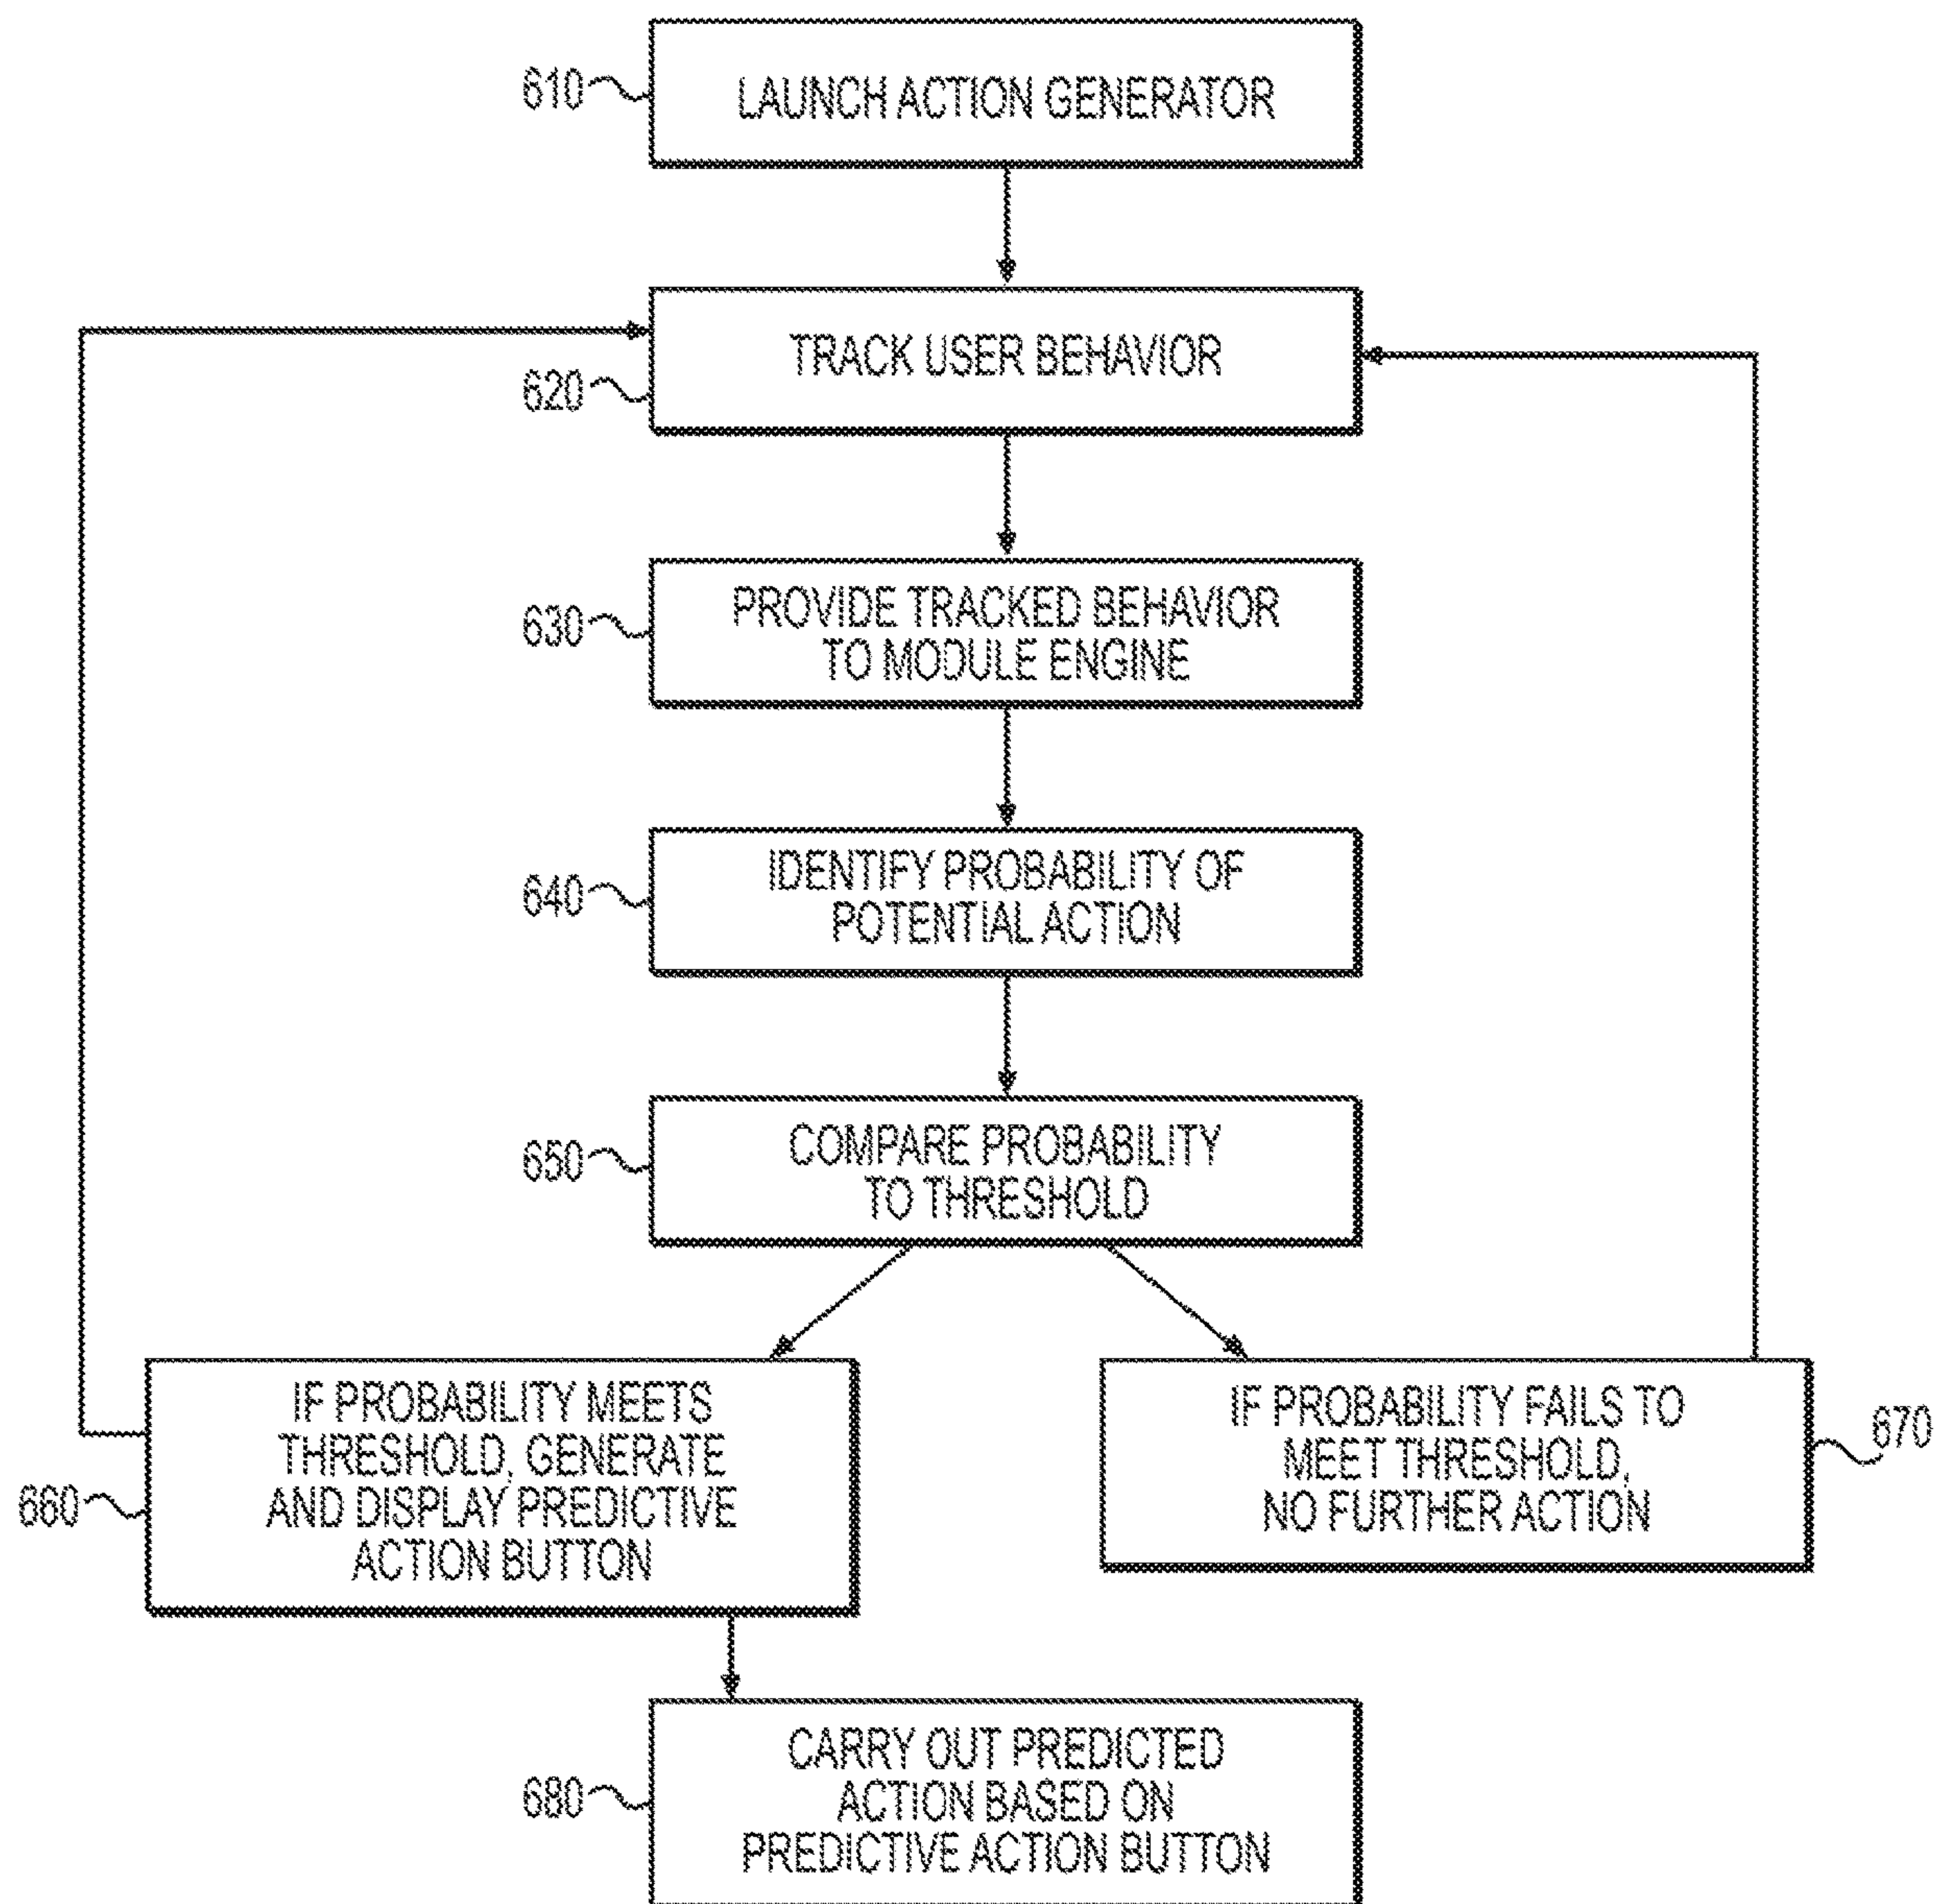 610
LAUNCH ACTION GENERATOR
TRACK USER BEHAVIOR
620
630
PROVIDE TRACKED BEHAVIOR
TO MODULE ENGINE
640
IDENTIFY PROBABILITY OF
POTENTIAL ACTION
650
COMPARE PROBABILITY
TO THRESHOLD
660
IF PROBABILITY MEETS
THRESHOLD, GENERATE
AND DISPLAY PREDICTIVE
ACTION BUTTON
IF PROBABILITY FAILS TO
MEET THRESHOLD,
NO FURTHER ACTION
670
680
CARRY OUT PREDICTED
ACTION BASED ON
PREDICTIVE ACTION BUTTON